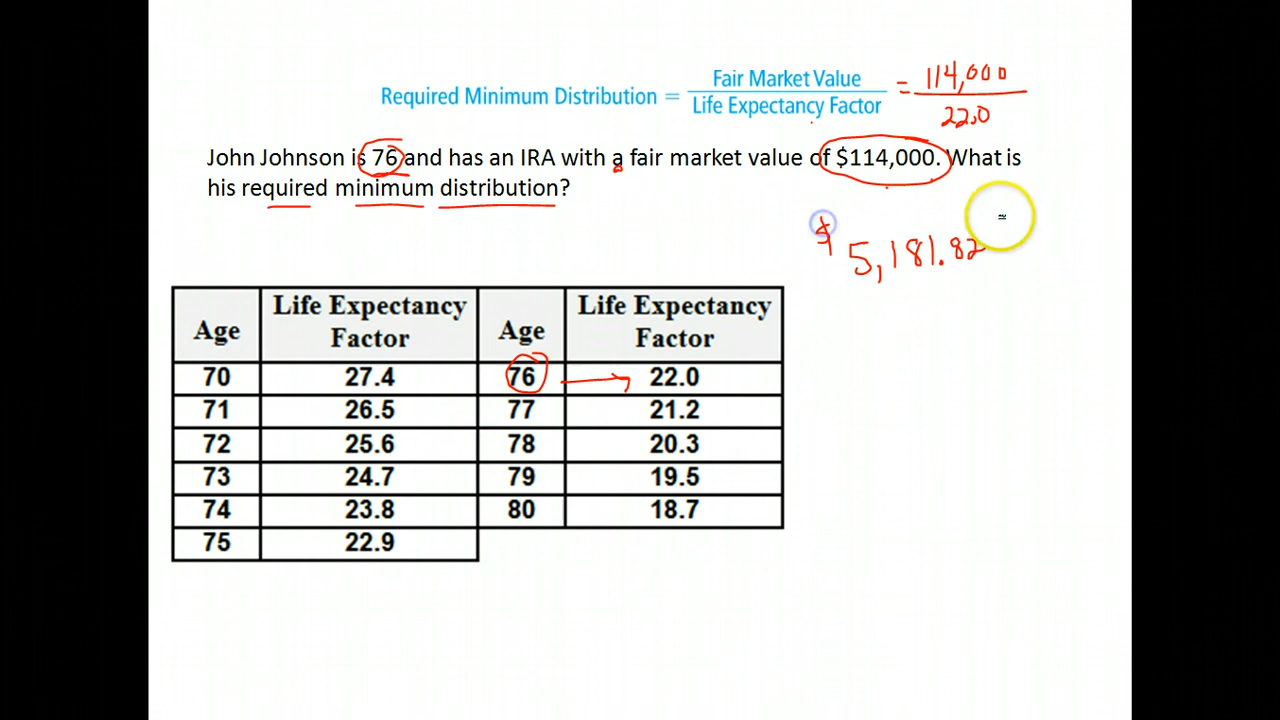 Required Minimum Distribution = Fair Market Value / Life Expectancy Factor = 114,000 / 22.0
John Johnson is 76 and has an IRA with a fair market value of $114,000. What is
his required minimum distribution?
$5,181.82
Age Life Expectancy Factor Age Life Expectancy Factor
70 27.4 76 22.0
71 26.5 77 21.2
72 25.6 78 20.3
73 24.7 79 19.5
74 23.8 80 18.7
75 22.9